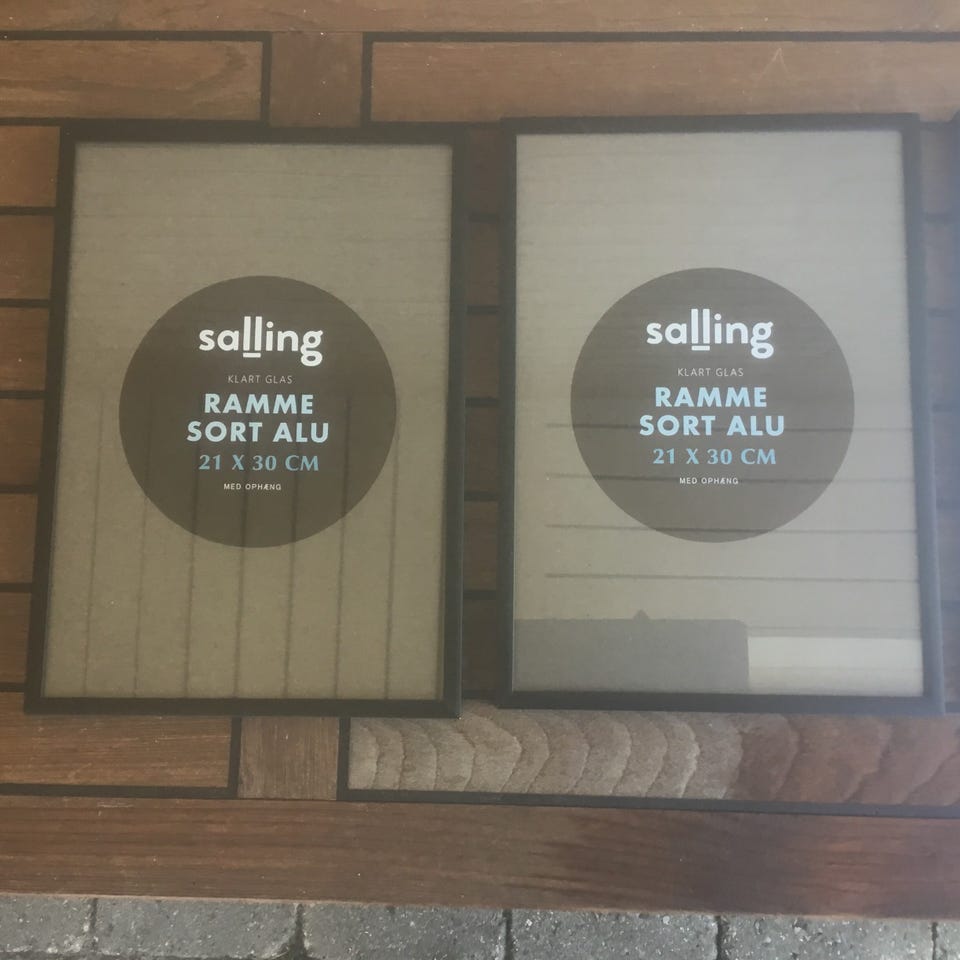 salling
KLART GLAS
RAMME
SORT ALU
21 X 30 CM
MED OPHÆNG
salling
KLART GLAS
RAMME
SORT ALU
21 X 30 CM
MED OPHÆNG